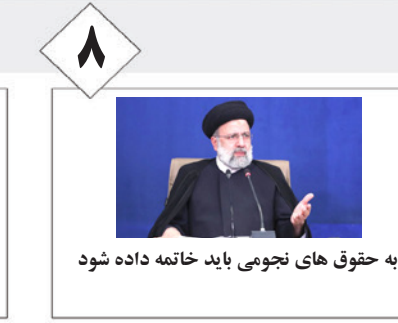 ۸
به حقوق های نجومی باید خاتمه داده شود